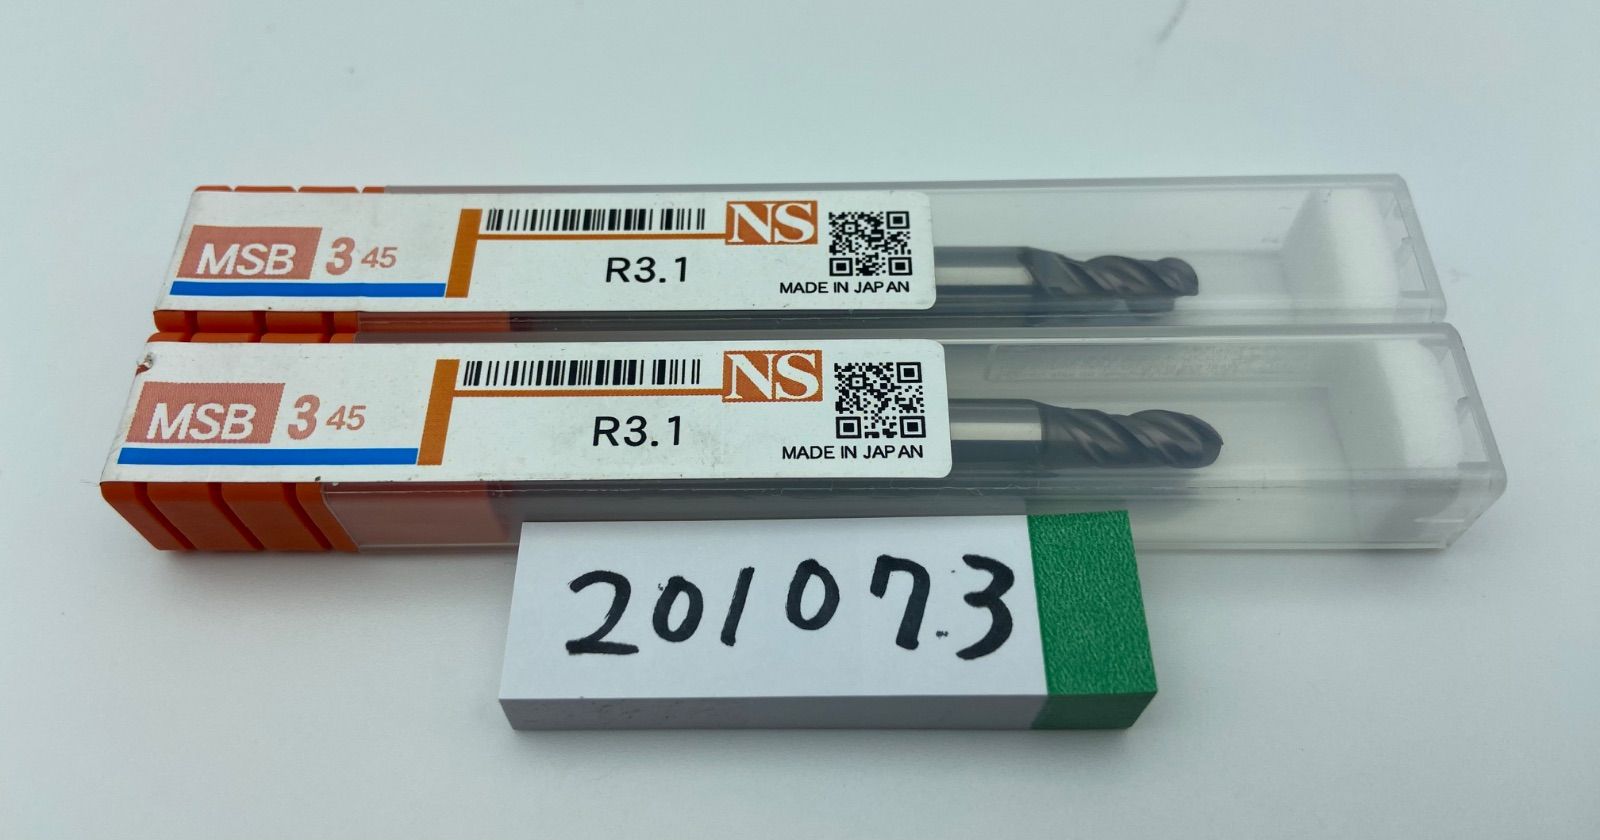 MSB 3 45
NS
R3.1
MADE IN JAPAN
MSB 3 45
NS
R3.1
MADE IN JAPAN
201073